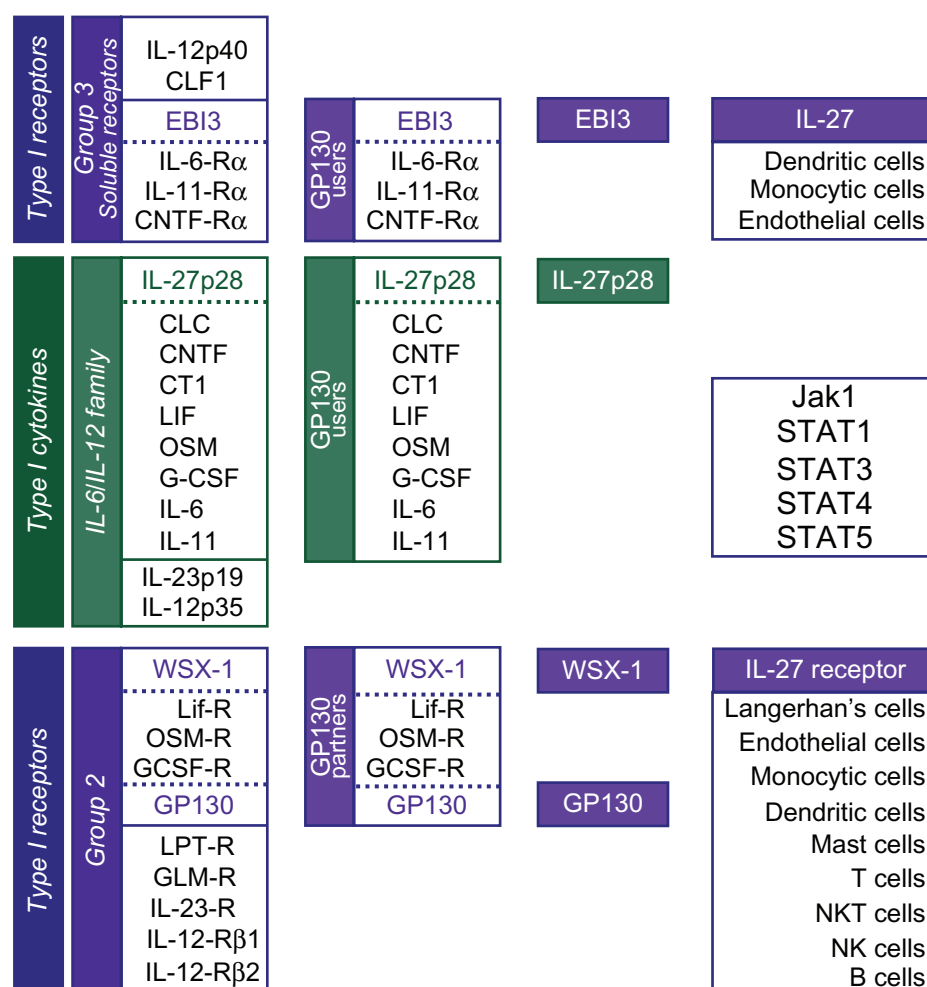 Type I receptors
Group 3
Soluble receptors
IL-12p40
CLF1
EBI3
IL-6-Rα
IL-11-Rα
CNTF-Rα
GP130
users
EBI3
IL-6-Rα
IL-11-Rα
CNTF-Rα
EBI3
IL-27
Dendritic cells
Monocytic cells
Endothelial cells
Type I cytokines
IL-6/IL-12 family
IL-27p28
CLC
CNTF
CT1
LIF
OSM
G-CSF
IL-6
IL-11
IL-23p19
IL-12p35
GP130
users
IL-27p28
CLC
CNTF
CT1
LIF
OSM
G-CSF
IL-6
IL-11
IL-27p28
Jak1
STAT1
STAT3
STAT4
STAT5
Type I receptors
Group 2
WSX-1
Lif-R
OSM-R
GCSF-R
GP130
LPT-R
GLM-R
IL-23-R
IL-12-Rβ1
IL-12-Rβ2
GP130
partners
WSX-1
Lif-R
OSM-R
GCSF-R
GP130
WSX-1
GP130
IL-27 receptor
Langerhan's cells
Endothelial cells
Monocytic cells
Dendritic cells
Mast cells
T cells
NKT cells
NK cells
B cells